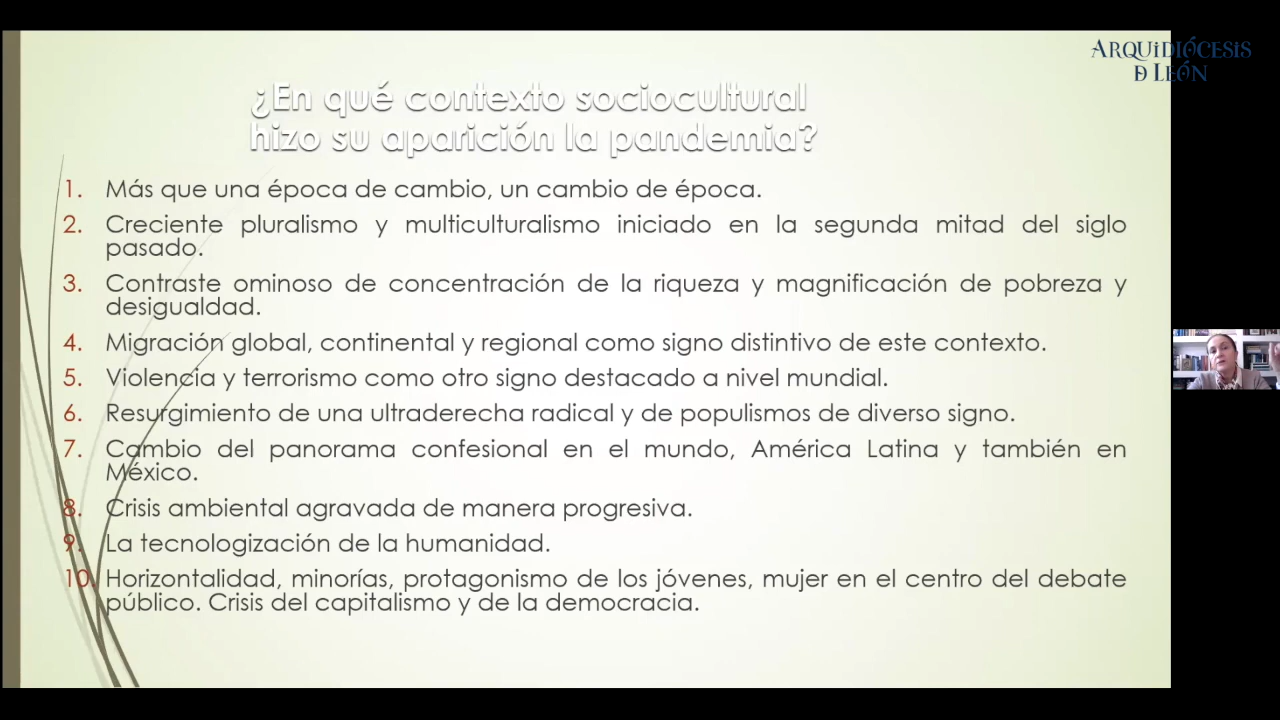 ARQUiDiÓCESiS
D LEÓN
¿En qué contexto sociocultural
hizo su aparición la pandemia?
1. Más que una época de cambio, un cambio de época.
2. Creciente pluralismo y multiculturalismo iniciado en la segunda mitad del siglo
pasado.
3. Contraste ominoso de concentración de la riqueza y magnificación de pobreza y
desigualdad.
4. Migración global, continental y regional como signo distintivo de este contexto.
5. Violencia y terrorismo como otro signo destacado a nivel mundial.
6. Resurgimiento de una ultraderecha radical y de populismos de diverso signo.
7. Cambio del panorama confesional en el mundo, América Latina y también en
México.
8. Crisis ambiental agravada de manera progresiva.
9. La tecnologización de la humanidad.
10. Horizontalidad, minorías, protagonismo de los jóvenes, mujer en el centro del debate
público. Crisis del capitalismo y de la democracia.